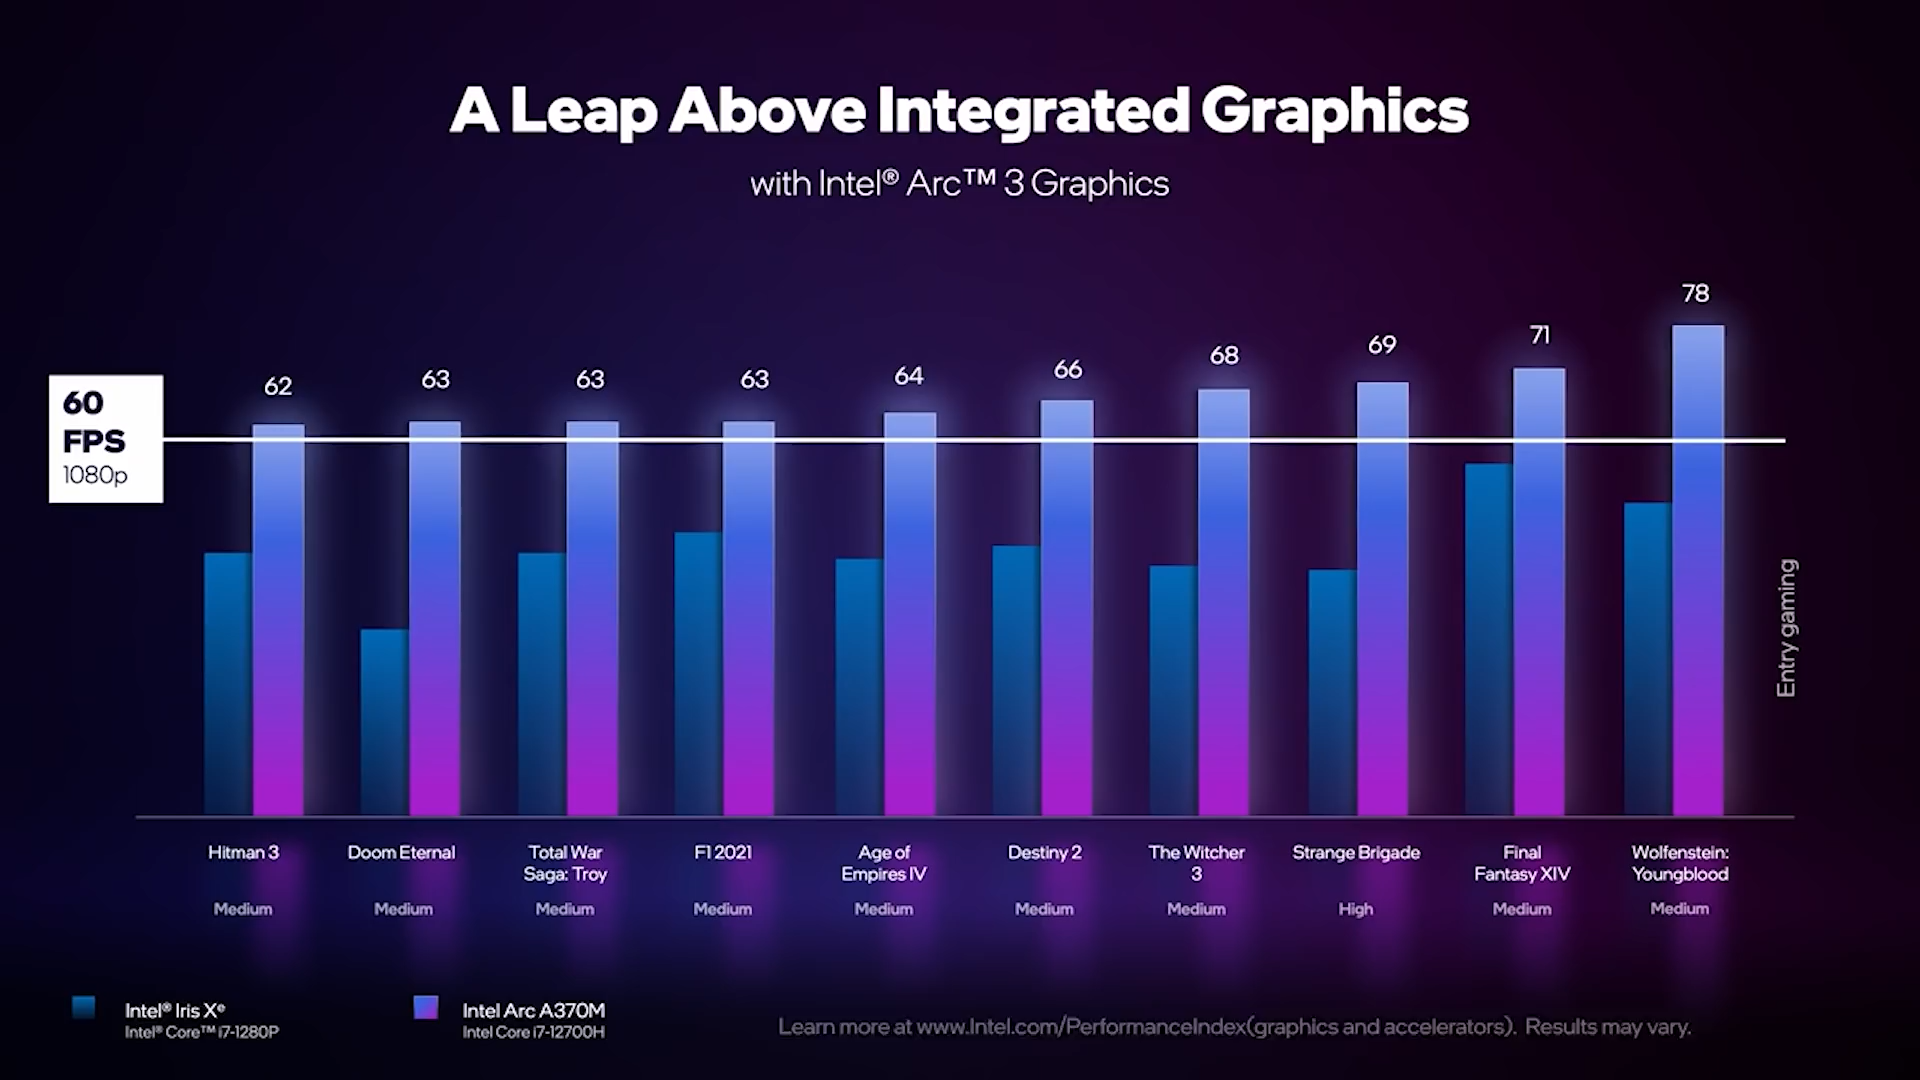 A Leap Above Integrated Graphics
with Intel® Arc™ 3 Graphics
60
FPS
1080p
62
63
63
63
64
66
68
69
71
78
Entry gaming
Hitman 3
Medium
Doom Eternal
Medium
Total War
Saga: Troy
Medium
F1 2021
Medium
Age of
Empires IV
Medium
Destiny 2
Medium
The Witcher
3
Medium
Strange Brigade
High
Final
Fantasy XIV
Medium
Wolfenstein:
Youngblood
Medium
Intel® Iris Xᵉ
Intel® Core™ i7-1280P
Intel Arc A370M
Intel Core i7-12700H
Learn more at www.Intel.com/PerformanceIndex(graphics and accelerators). Results may vary.